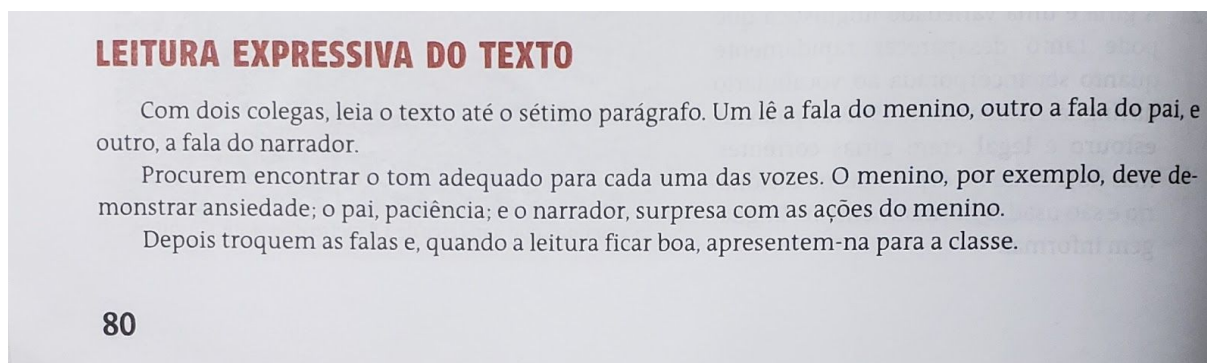 LEITURA EXPRESSIVA DO TEXTO
Com dois colegas, leia o texto até o sétimo parágrafo. Um lê a fala do menino, outro a fala do pai, e
outro, a fala do narrador.
Procurem encontrar o tom adequado para cada uma das vozes. O menino, por exemplo, deve de-
monstrar ansiedade; o pai, paciência; e o narrador, surpresa com as ações do menino.
Depois troquem as falas e, quando a leitura ficar boa, apresentem-na para a classe.
80